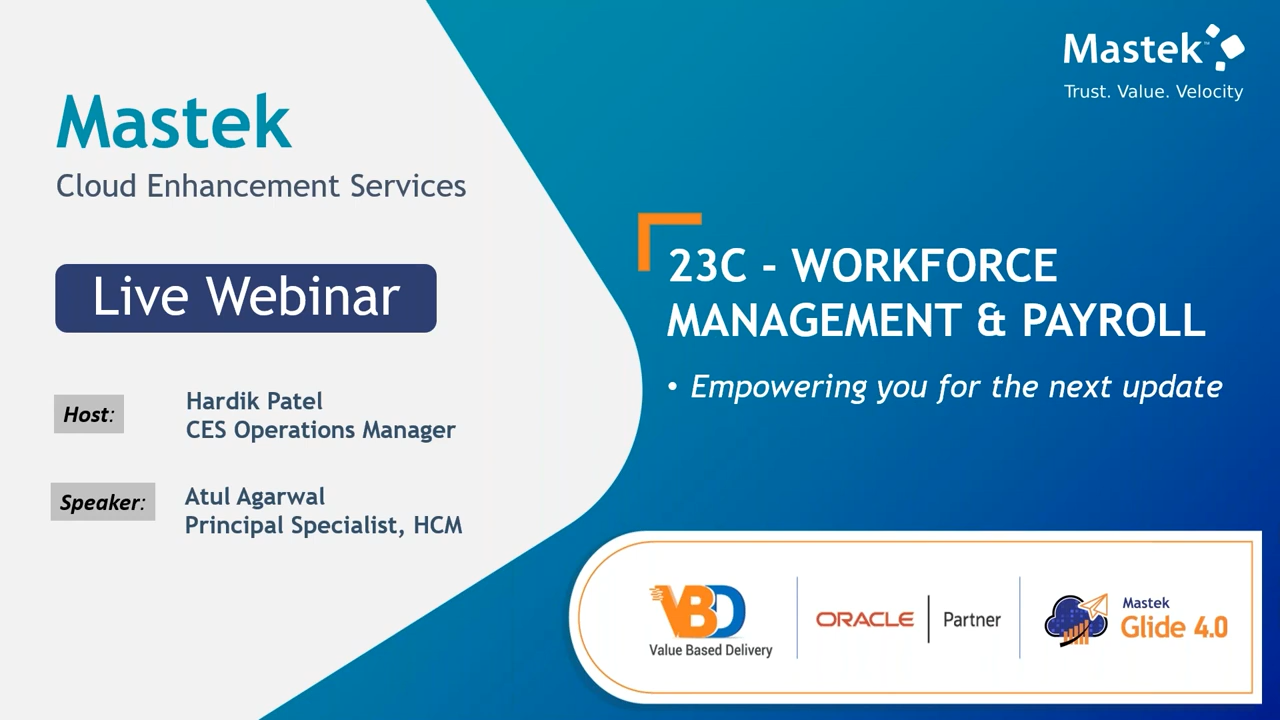 Mastek
Cloud Enhancement Services
Live Webinar
Host:
Hardik Patel
CES Operations Manager
Speaker:
Atul Agarwal
Principal Specialist, HCM
Mastek™
Trust. Value. Velocity
23C - WORKFORCE
MANAGEMENT & PAYROLL
• Empowering you for the next update
VBD
Value Based Delivery
ORACLE | Partner
Mastek
Glide 4.0